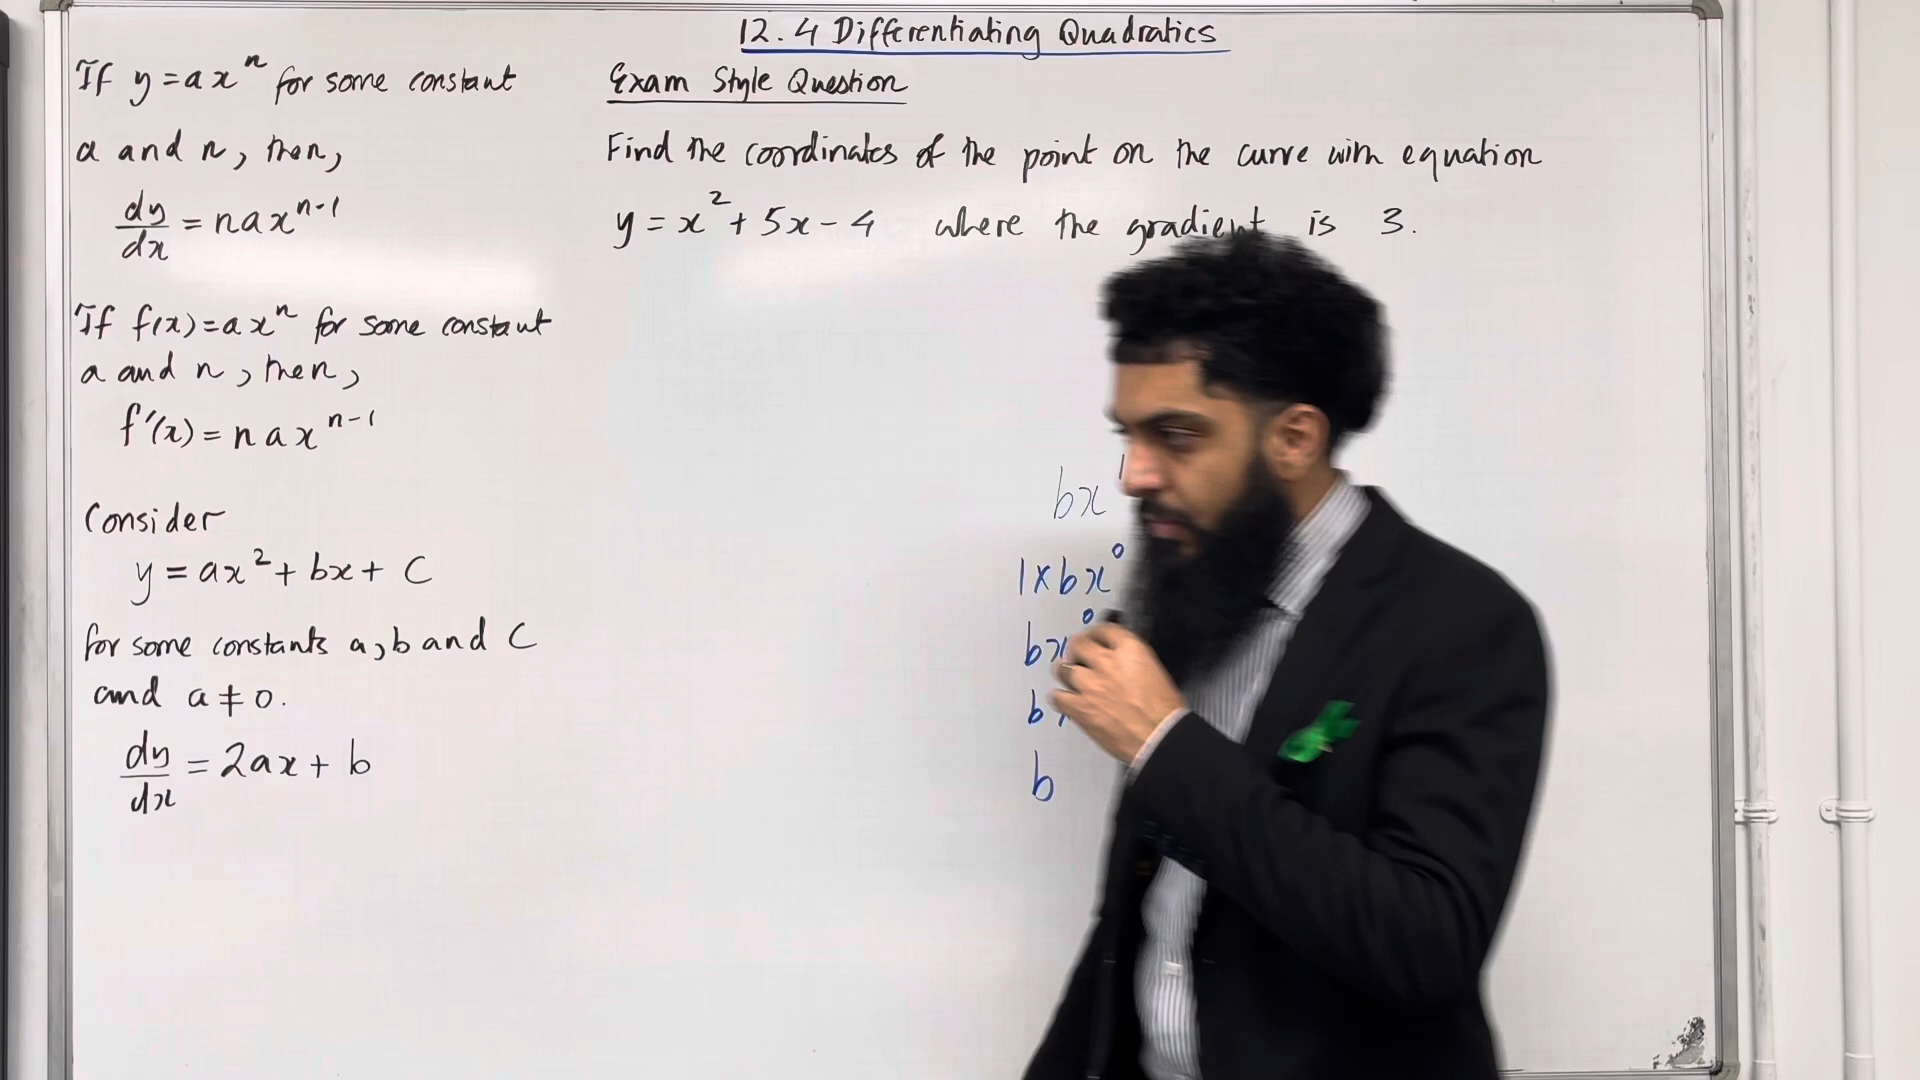 12.4 Differentiating Quadratics
If y = ax^n for some constant
a and n, then,
dy/dx = nax^(n-1)
If f(x) = ax^n for some constant
a and n, then,
f'(x) = nax^(n-1)
Consider
y = ax² + bx + C
for some constants a, b and C
and a ≠ 0.
dy/dx = 2ax + b
Exam Style Question
Find the coordinates of the point on the curve with equation
y = x² + 5x - 4 where the gradient is 3.
bx
1×bx⁰
b